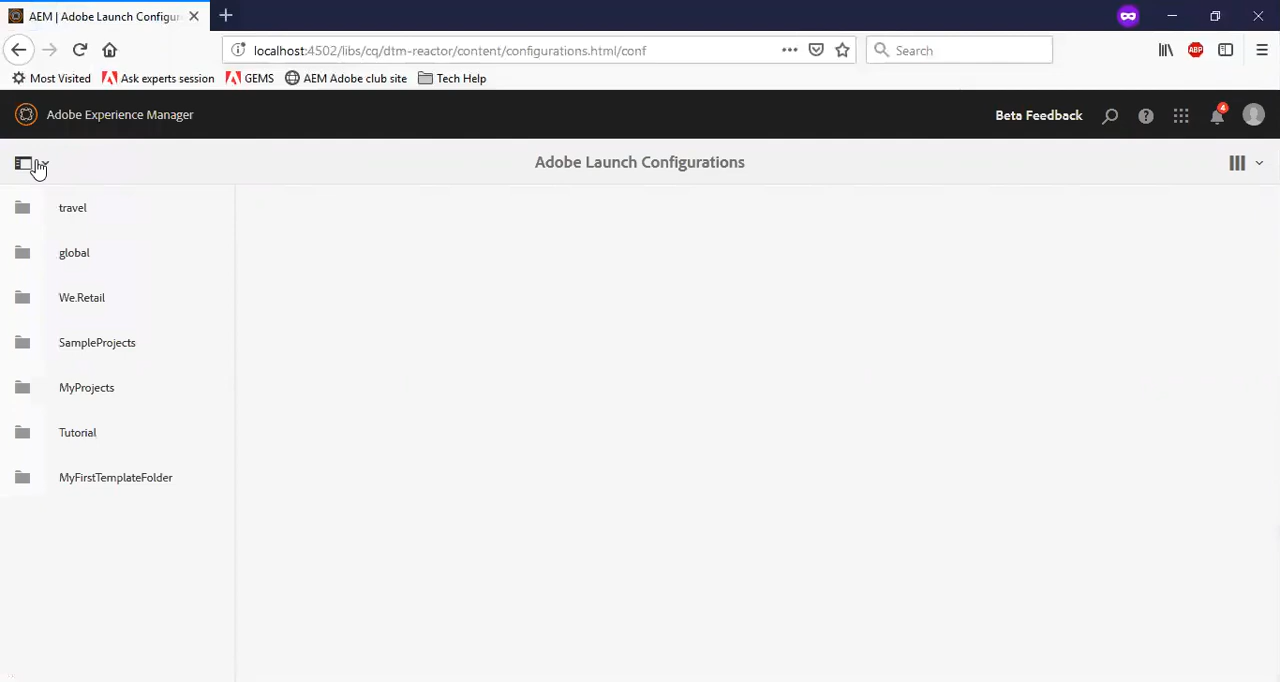 AEM | Adobe Launch Configur
localhost:4502/libs/cq/dtm-reactor/content/configurations.html/conf
Search
ABP
Most Visited
Ask experts session
GEMS
AEM Adobe club site
Tech Help
Adobe Experience Manager
Beta Feedback
4
Adobe Launch Configurations
travel
global
We.Retail
SampleProjects
MyProjects
Tutorial
MyFirstTemplateFolder